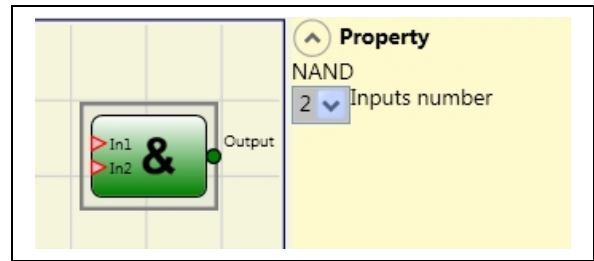 In1
In2
&
Output
Property
NAND
2 Inputs number